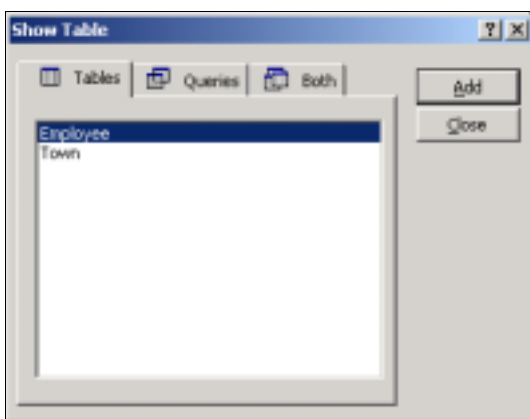 Show Table
Tables
Queries
Both
Add
Close
Employee
Town